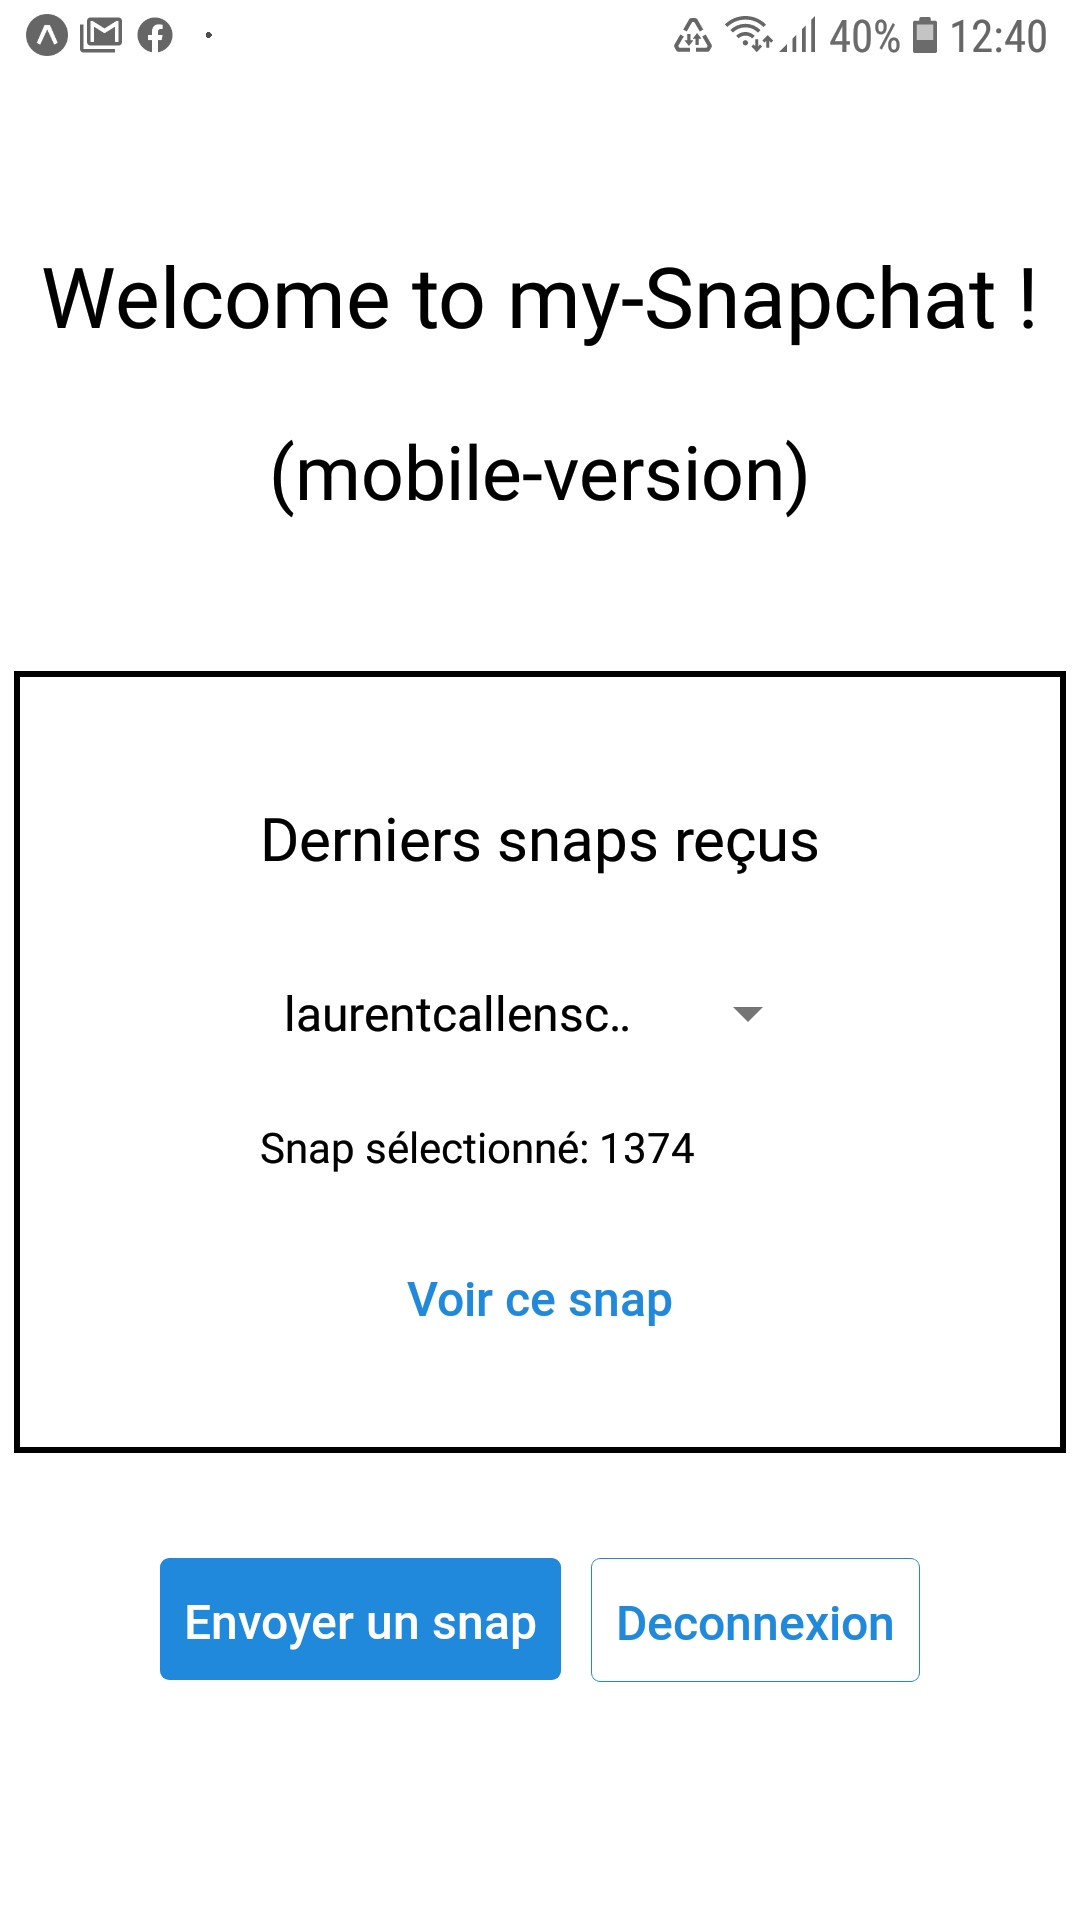 40% 12:40
Welcome to my-Snapchat !
(mobile-version)
Derniers snaps reçus
laurentcallensc..
Snap sélectionné: 1374
Voir ce snap
Envoyer un snap
Deconnexion